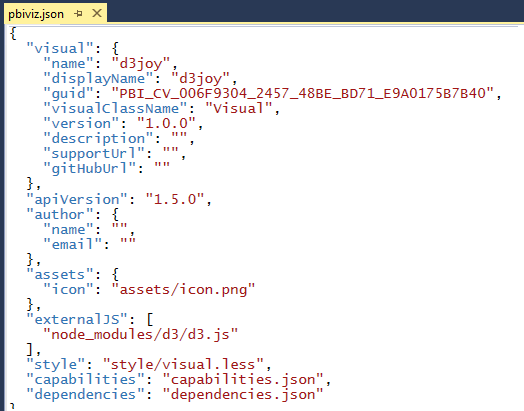 pbiviz.json
{
  "visual": {
    "name": "d3joy",
    "displayName": "d3joy",
    "guid": "PBI_CV_006F9304_2457_48BE_BD71_E9A0175B7B40",
    "visualClassName": "Visual",
    "version": "1.0.0",
    "description": "",
    "supportUrl": "",
    "gitHubUrl": ""
  },
  "apiVersion": "1.5.0",
  "author": {
    "name": "",
    "email": ""
  },
  "assets": {
    "icon": "assets/icon.png"
  },
  "externalJS": [
    "node_modules/d3/d3.js"
  ],
  "style": "style/visual.less",
  "capabilities": "capabilities.json",
  "dependencies": "dependencies.json"
}